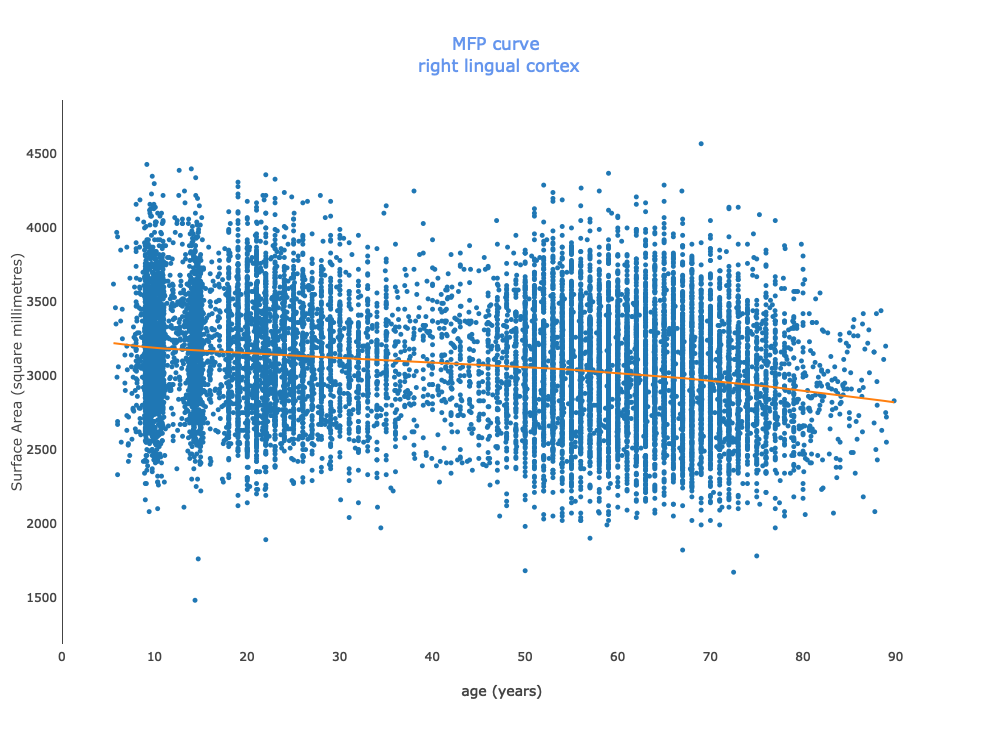 MFP curve
right lingual cortex
Surface Area (square millimetres)
4500
4000
3500
3000
2500
2000
1500
0 10 20 30 40 50 60 70 80 90
age (years)